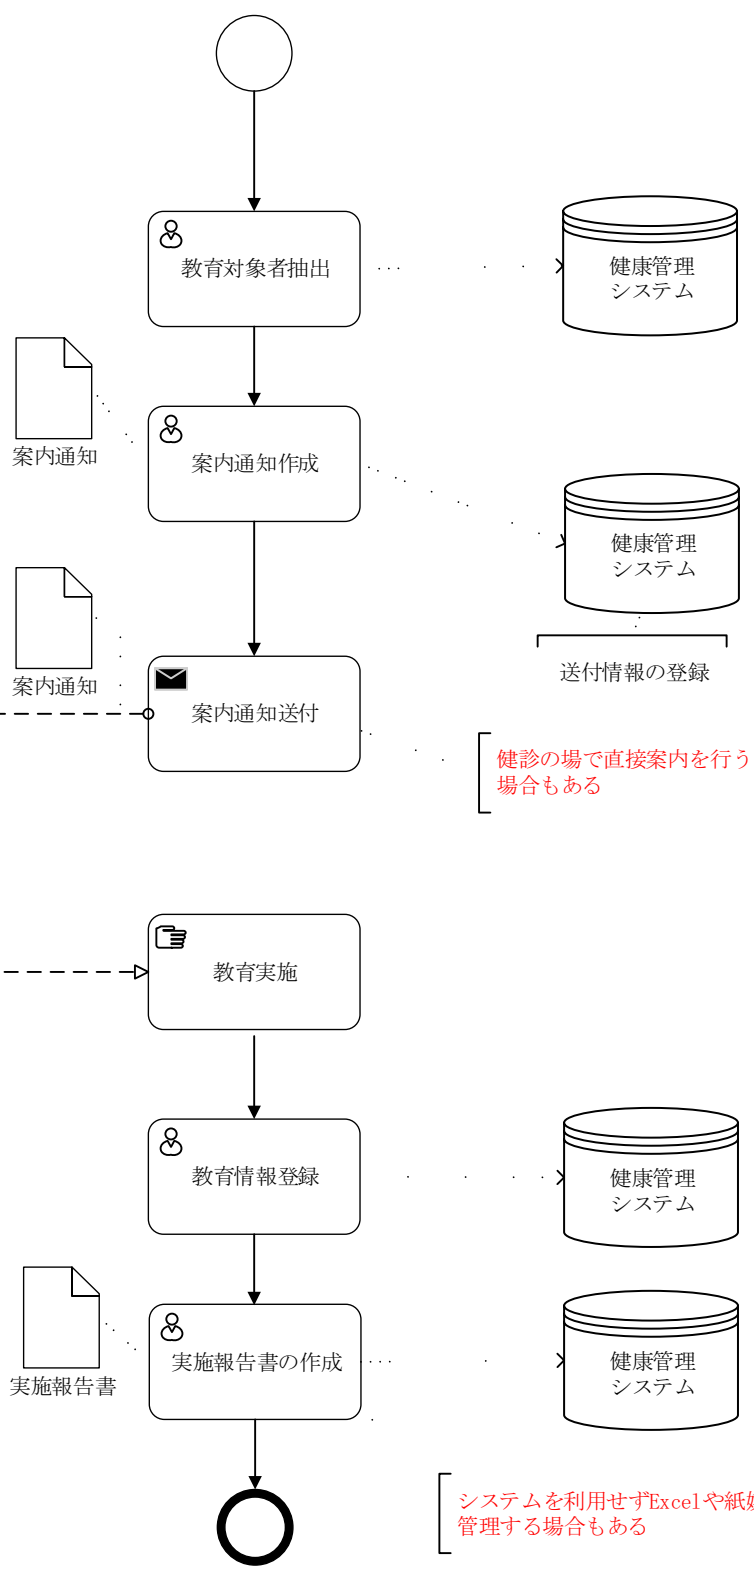 教育対象者抽出
健康管理
システム
案内通知
案内通知作成
健康管理
システム
送付情報の登録
案内通知
案内通知送付
健診の場で直接案内を行う
場合もある
教育実施
教育情報登録
健康管理
システム
実施報告書
実施報告書の作成
健康管理
システム
システムを利用せずExcelや紙
管理する場合もある